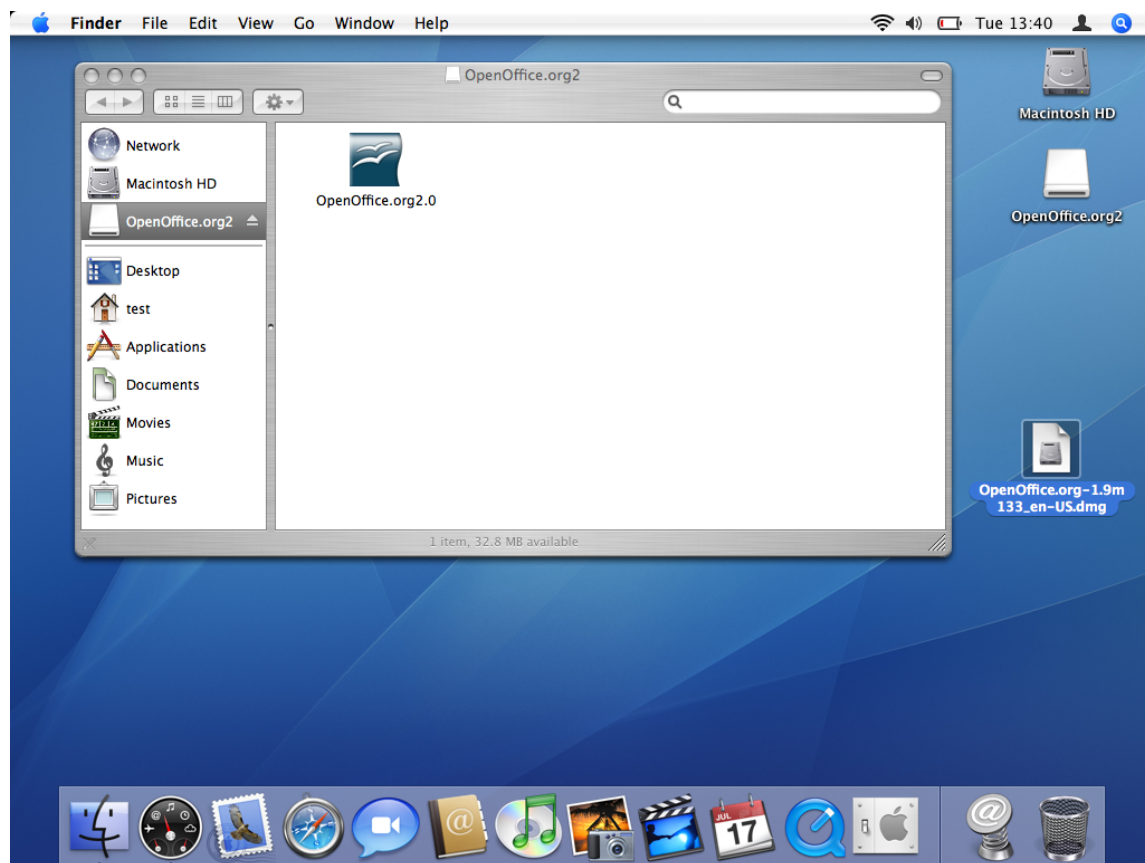 Finder File Edit View Go Window Help Tue 13:40
OpenOffice.org2
Network
Macintosh HD
OpenOffice.org2
Desktop
test
Applications
Documents
Movies
Music
Pictures
OpenOffice.org2.0
1 item, 32.8 MB available
Macintosh HD
OpenOffice.org2
OpenOffice.org-1.9m
133_en-US.dmg
@
JUL
17
@